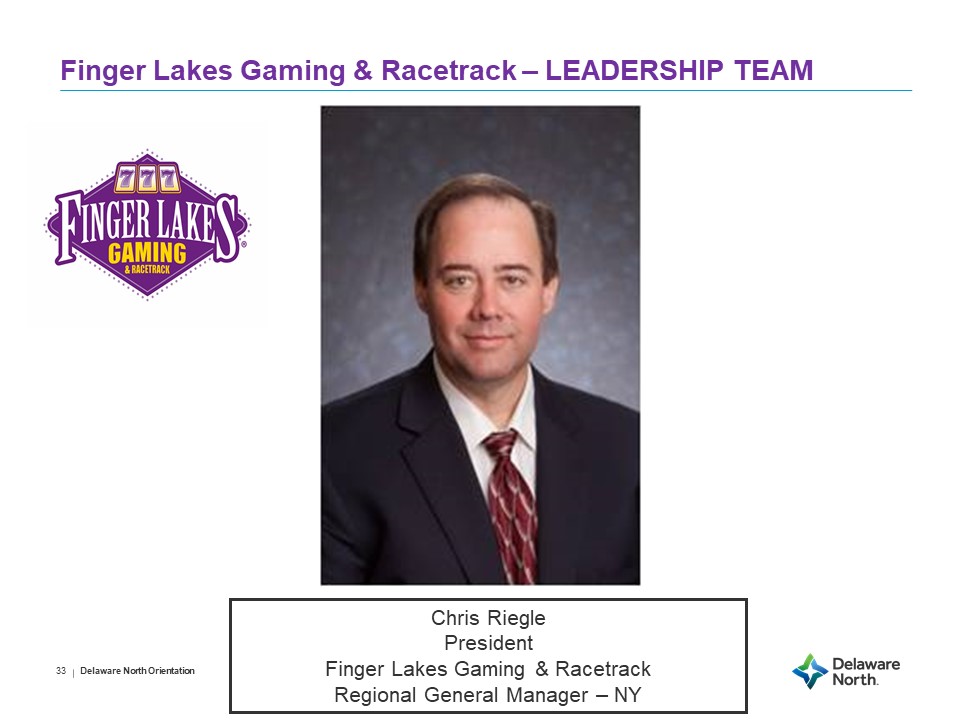 Finger Lakes Gaming & Racetrack – LEADERSHIP TEAM
777
FINGER LAKES®
GAMING
& RACETRACK
Chris Riegle
President
Finger Lakes Gaming & Racetrack
Regional General Manager – NY
33 | Delaware North Orientation
Delaware
North.